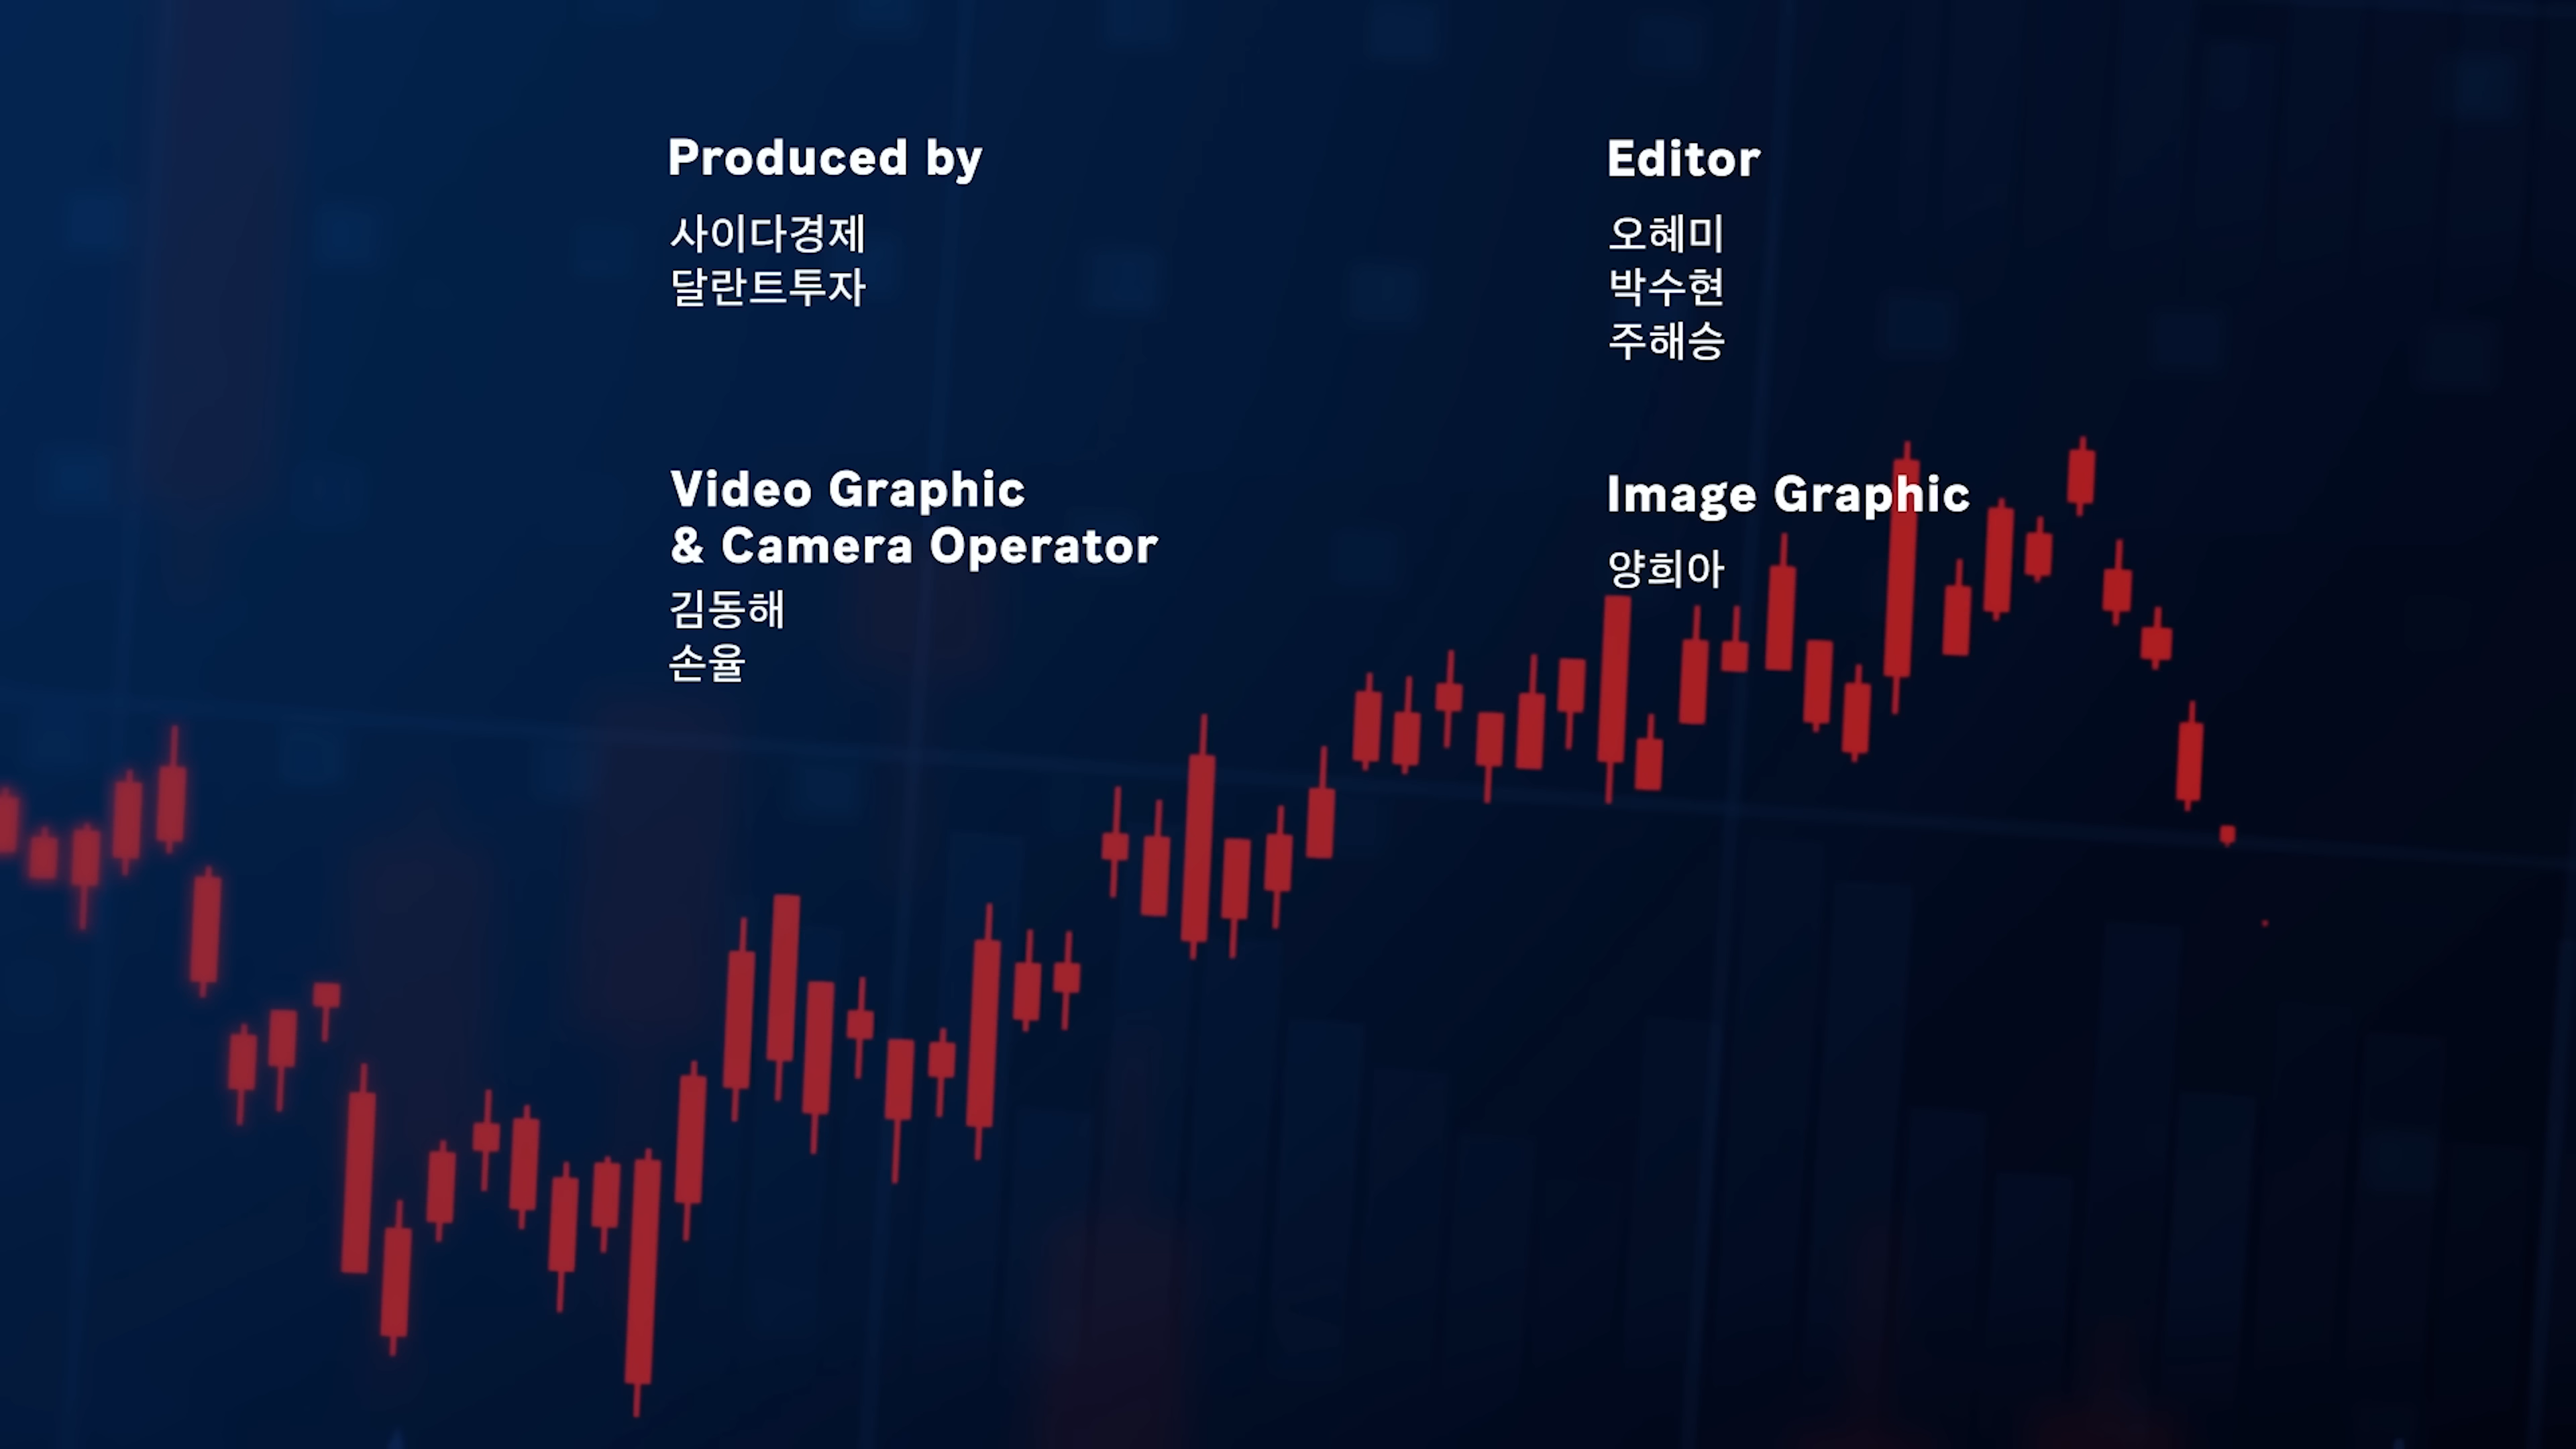 Produced by
사이다경제
달란트투자
Editor
오혜미
박수현
주해승
Video Graphic
& Camera Operator
김동해
손율
Image Graphic
양희아